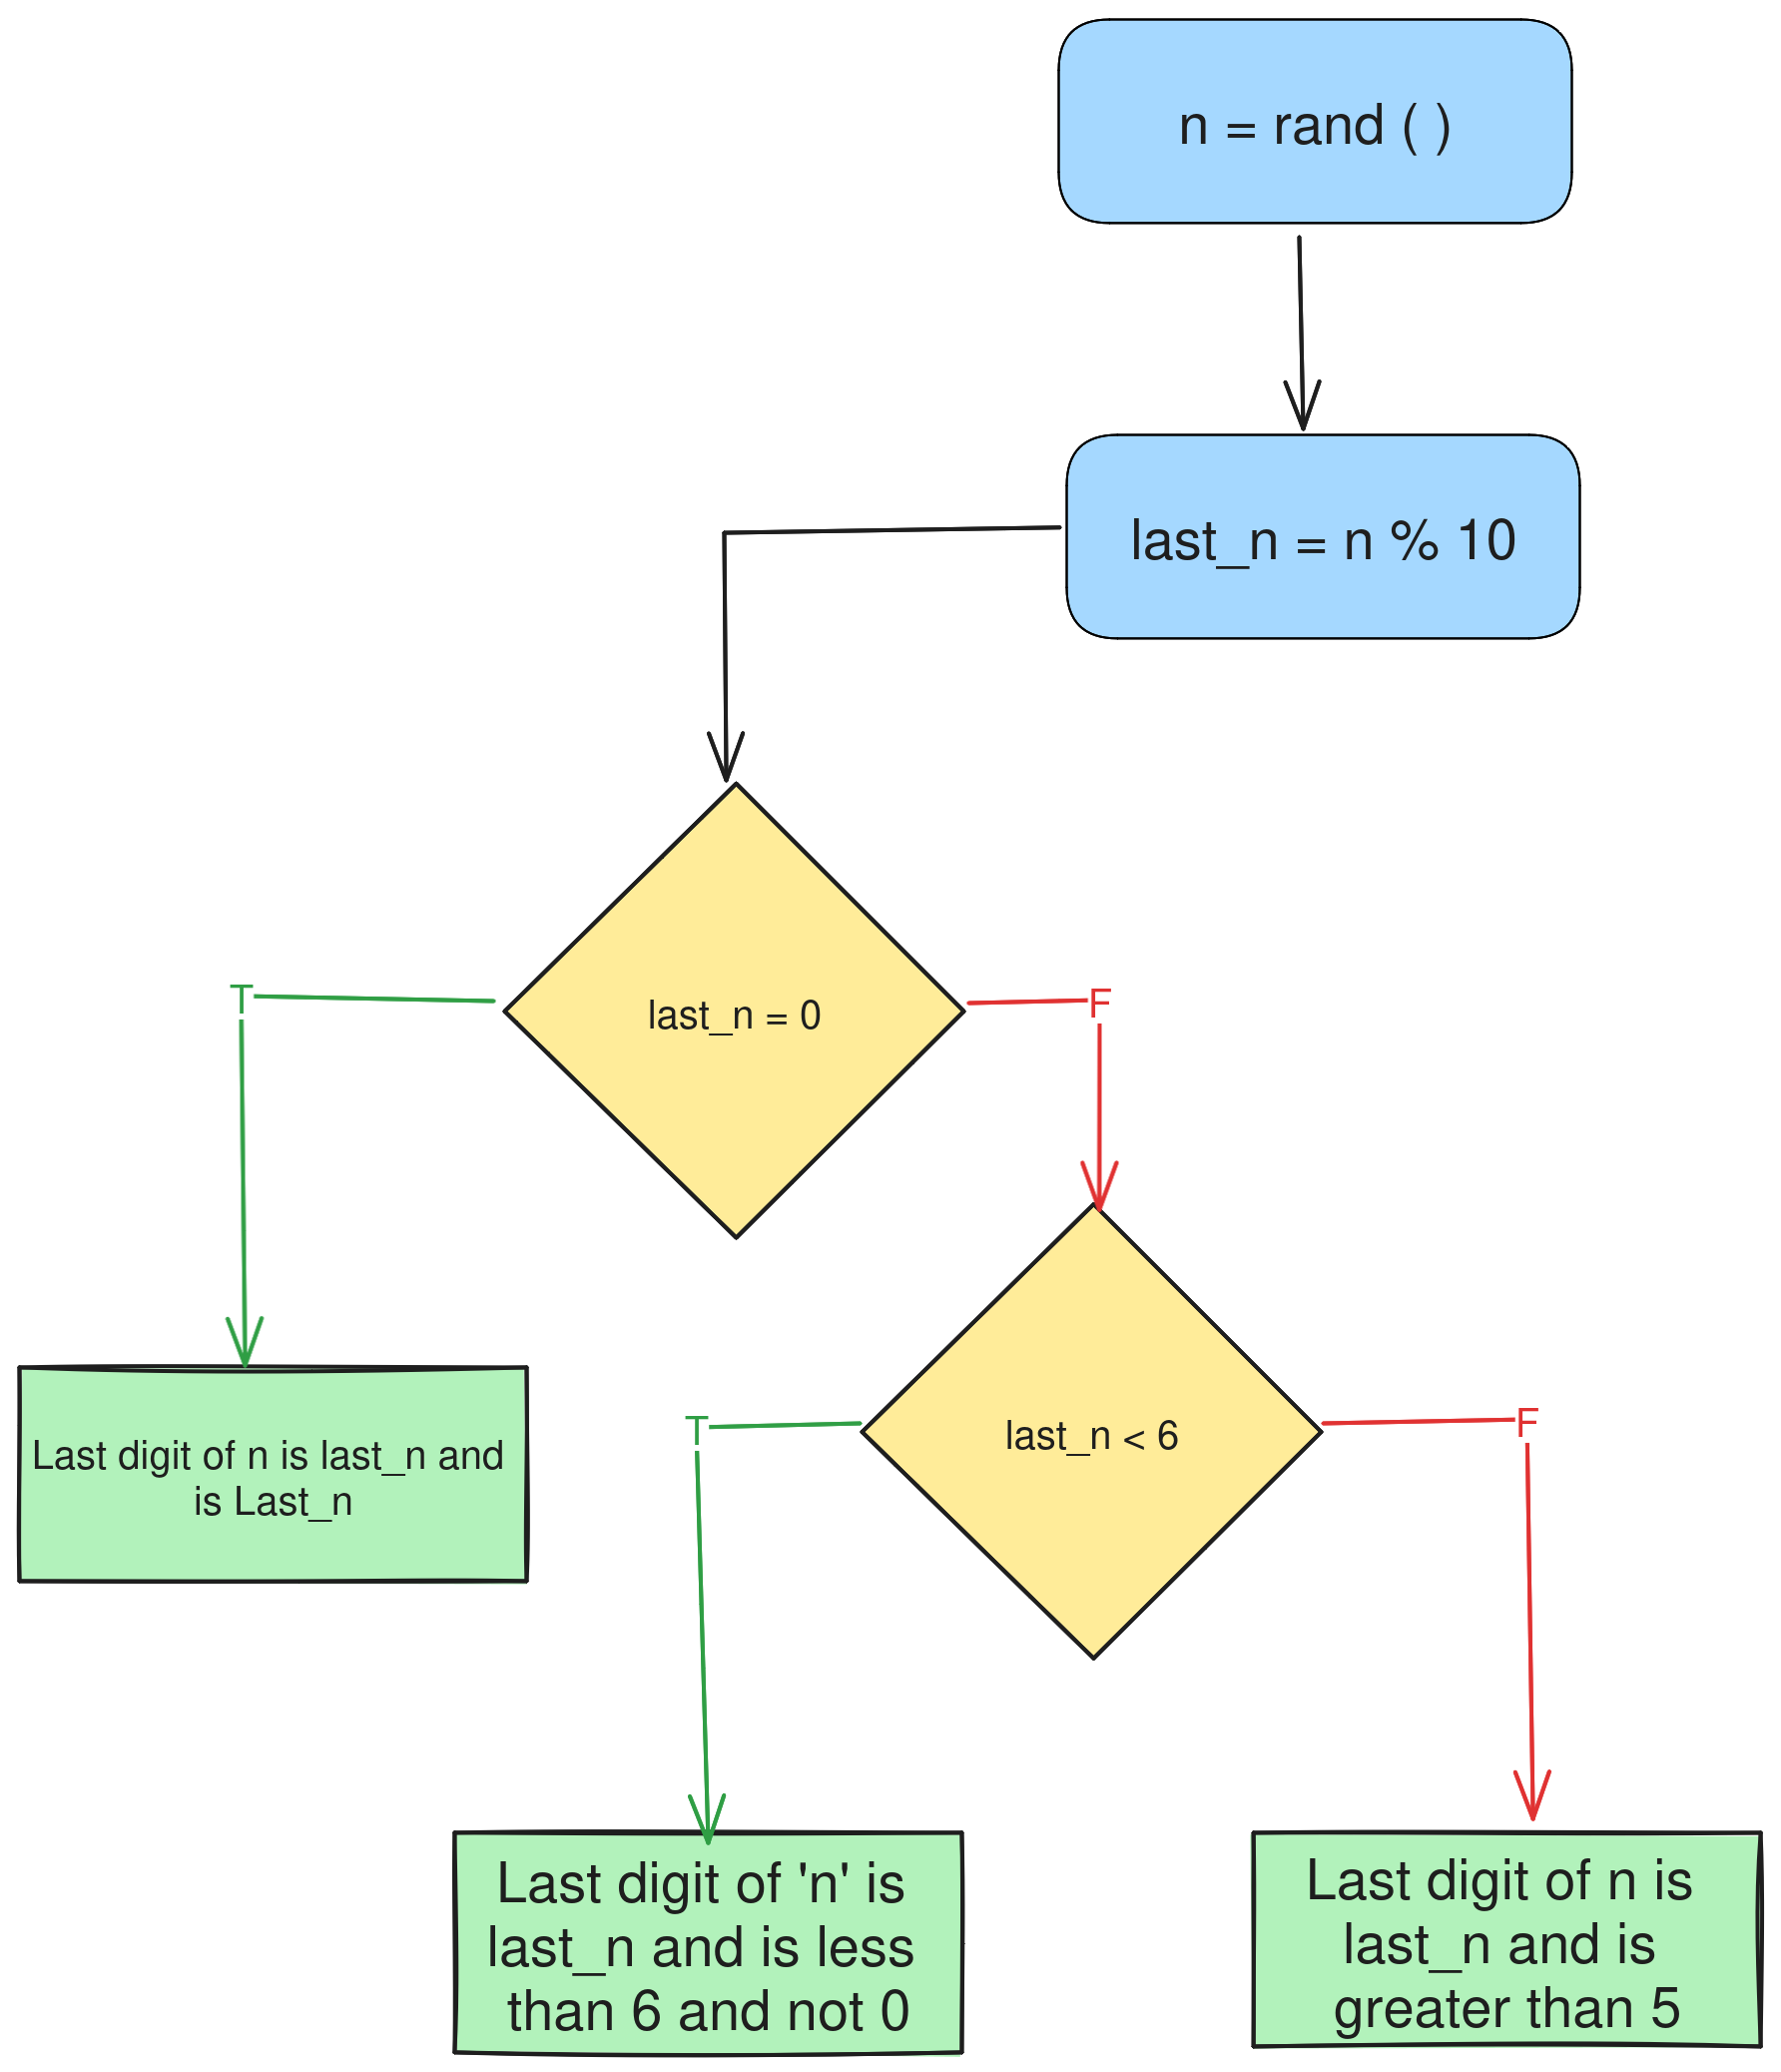 n = rand ( )
last_n = n % 10
last_n = 0
T
F
last_n < 6
T
F
Last digit of n is last_n and
is Last_n
Last digit of 'n' is
last_n and is less
than 6 and not 0
Last digit of n is
last_n and is
greater than 5